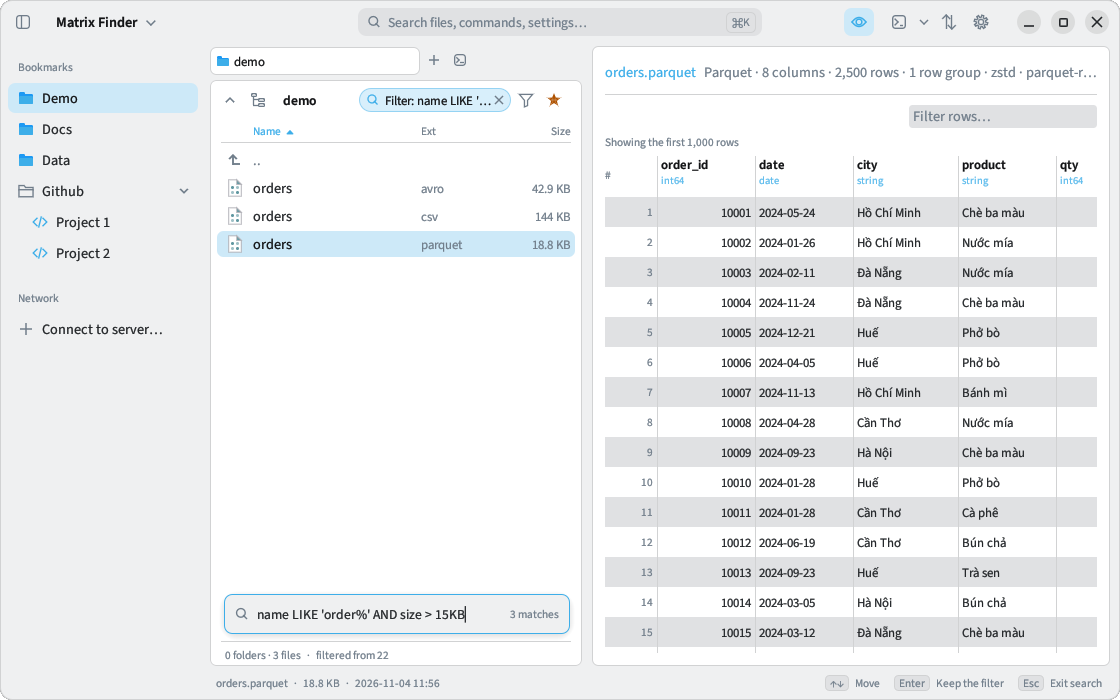 Matrix Finder
Search files, commands, settings…
⌘K
Bookmarks
Demo
Docs
Data
Github
Project 1
Project 2
Network
Connect to server…
demo
demo
Filter: name LIKE '…
Name Ext Size
..
orders avro 42.9 KB
orders csv 144 KB
orders parquet 18.8 KB
name LIKE 'order%' AND size > 15KB 3 matches
0 folders · 3 files · filtered from 22
orders.parquet Parquet · 8 columns · 2,500 rows · 1 row group · zstd · parquet-r…
Filter rows…
Showing the first 1,000 rows
# order_id date city product qty
int64 date string string int64
1 10001 2024-05-24 Hồ Chí Minh Chè ba màu
2 10002 2024-01-26 Hồ Chí Minh Nước mía
3 10003 2024-02-11 Đà Nẵng Nước mía
4 10004 2024-11-24 Đà Nẵng Chè ba màu
5 10005 2024-12-21 Huế Phở bò
6 10006 2024-04-05 Huế Phở bò
7 10007 2024-11-13 Hồ Chí Minh Bánh mì
8 10008 2024-04-28 Cần Thơ Nước mía
9 10009 2024-09-23 Hà Nội Chè ba màu
10 10010 2024-01-28 Huế Phở bò
11 10011 2024-01-28 Cần Thơ Cà phê
12 10012 2024-06-19 Cần Thơ Bún chả
13 10013 2024-09-23 Huế Trà sen
14 10014 2024-03-05 Hà Nội Bún chả
15 10015 2024-03-12 Đà Nẵng Chè ba màu
orders.parquet · 18.8 KB · 2026-11-04 11:56
↑↓ Move Enter Keep the filter Esc Exit search